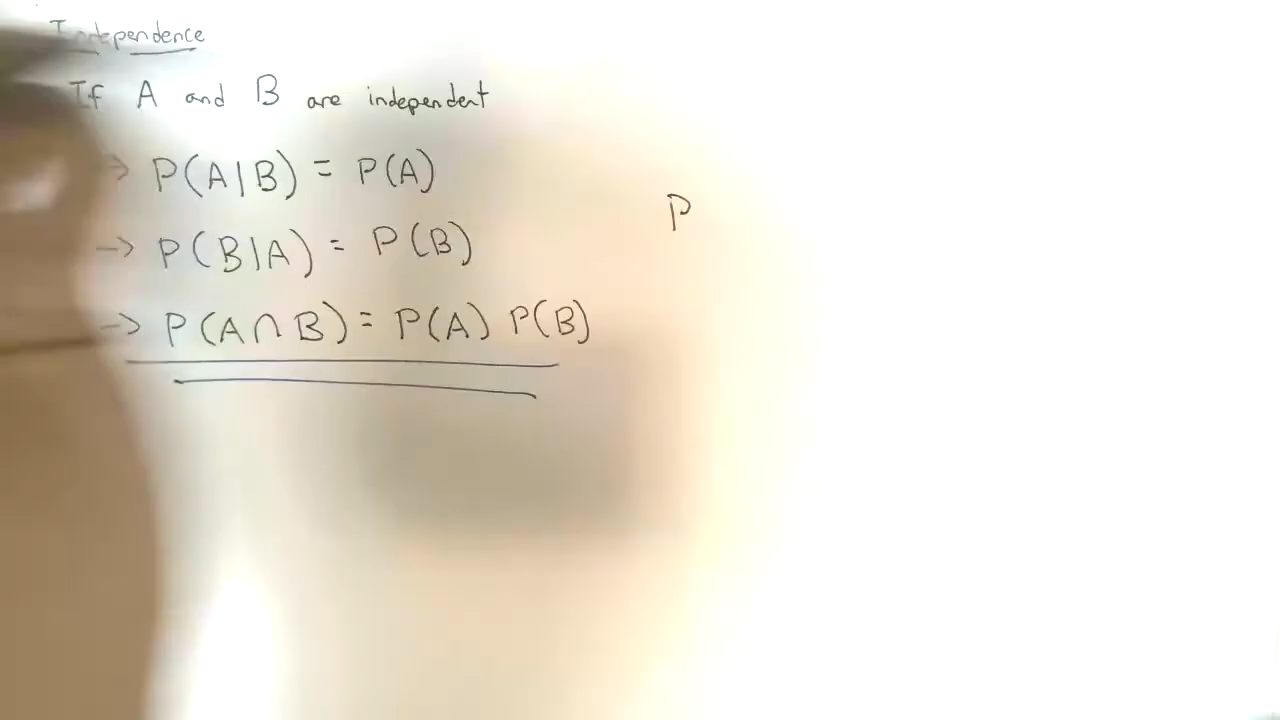 Independence
If A and B are independent
-> P(A|B) = P(A)
-> P(B|A) = P(B)
-> P(A∩B) = P(A) P(B)
P